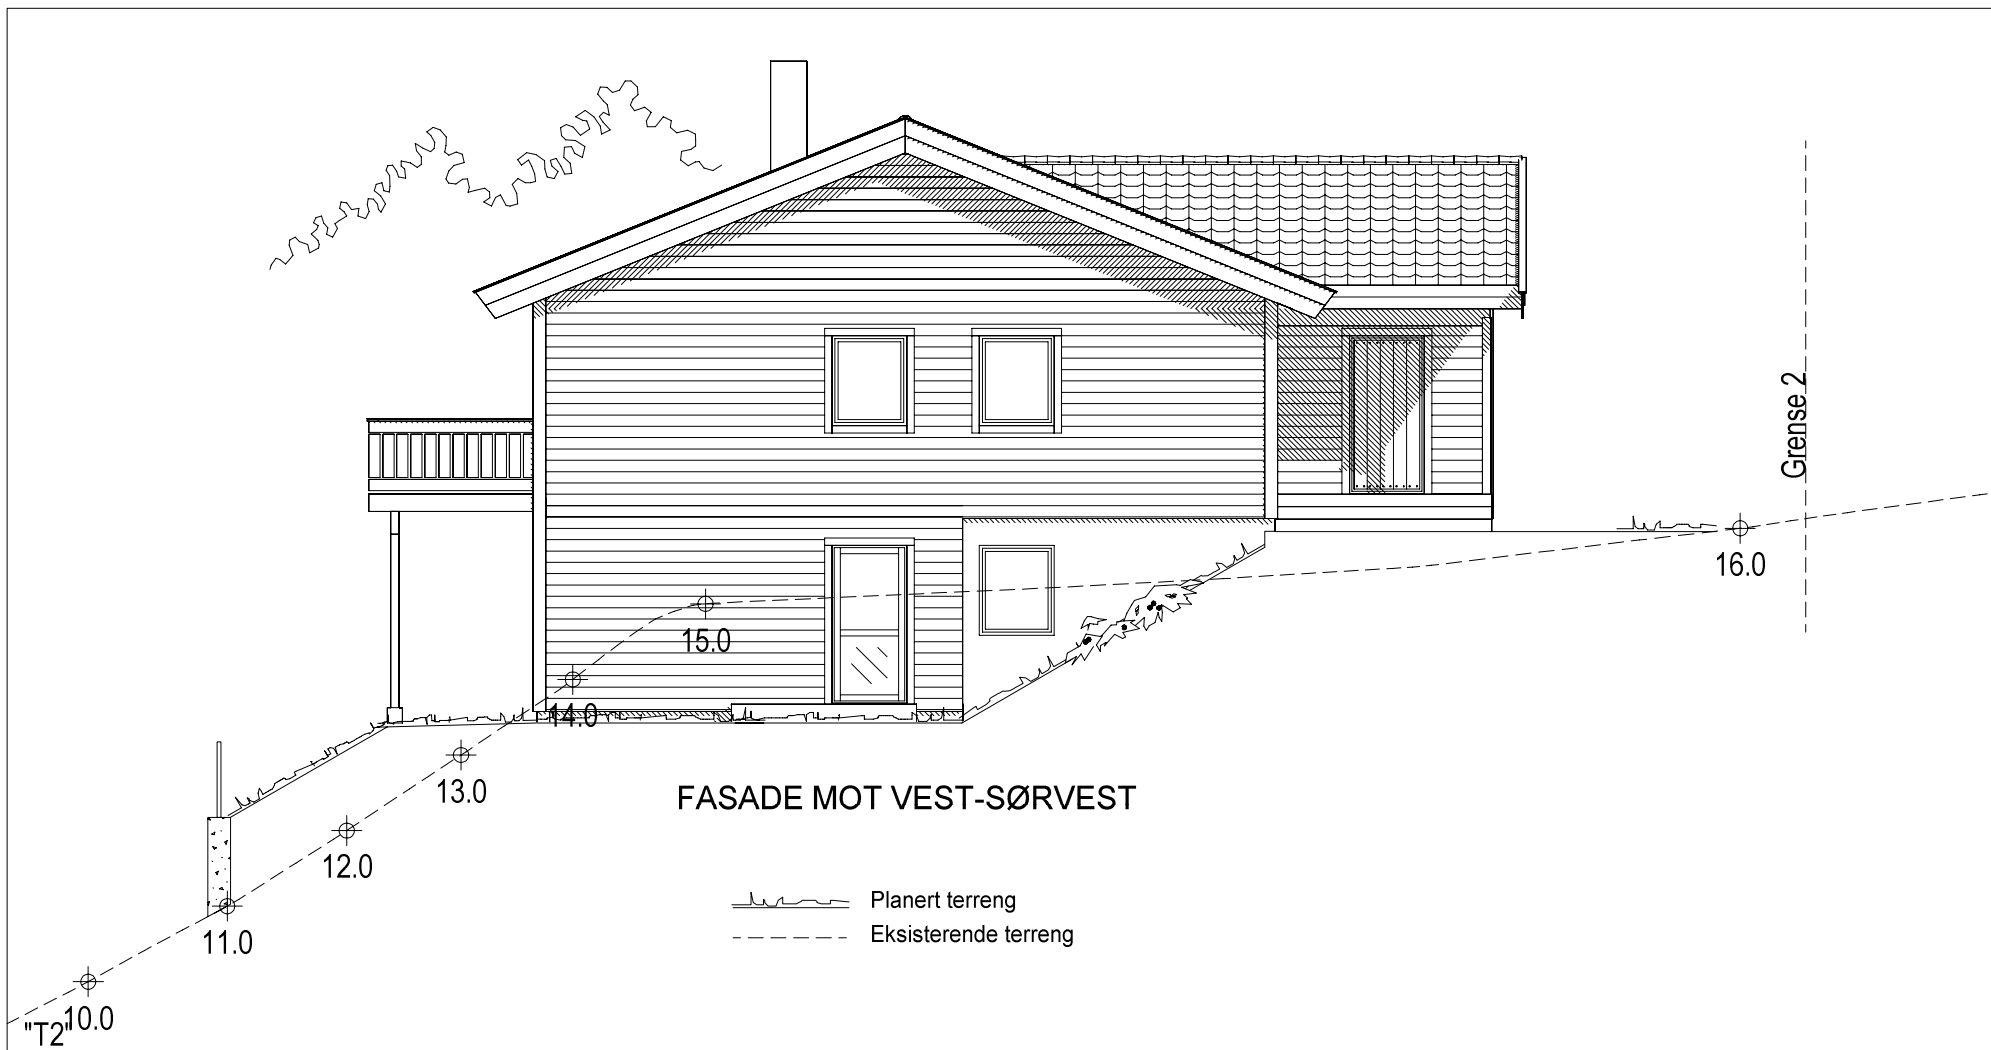 Grense 2
16.0
15.0
14.0
13.0
12.0
11.0
10.0
"T2"
FASADE MOT VEST-SØRVEST
Planert terreng
Eksisterende terreng